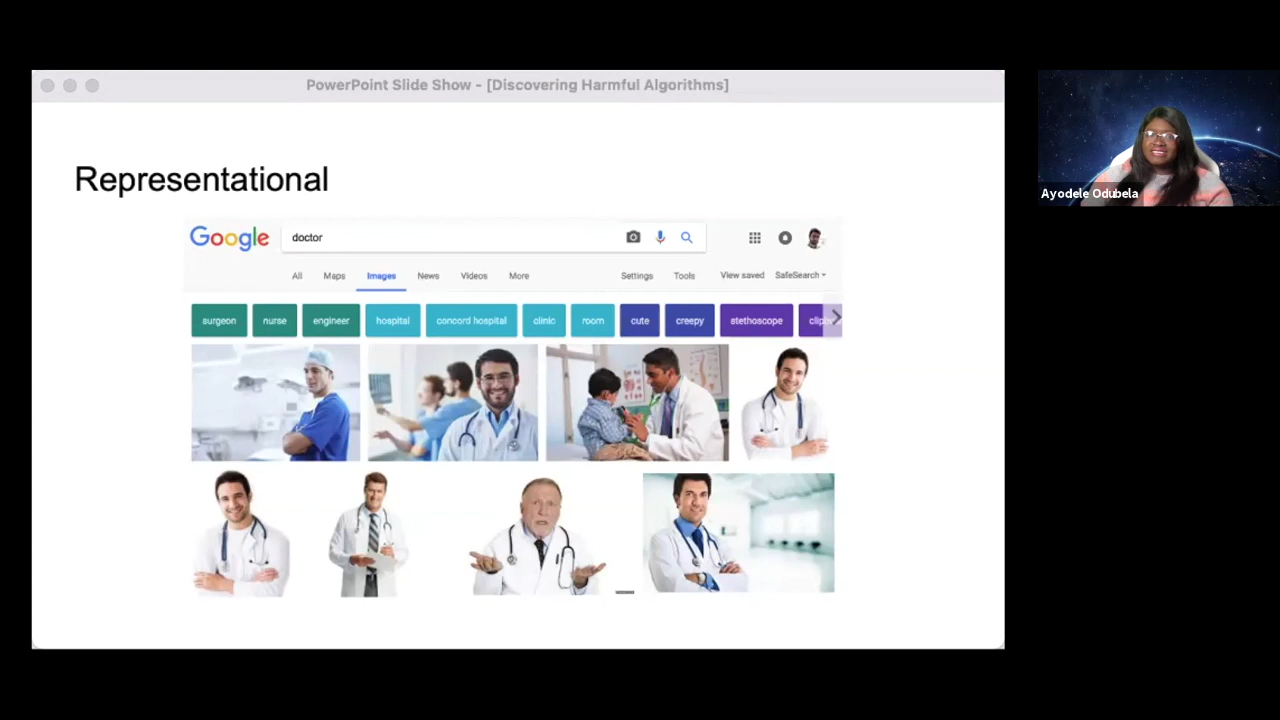 PowerPoint Slide Show - [Discovering Harmful Algorithms]
Ayodele Odubela
Representational
Google doctor
All Maps Images News Videos More Settings Tools View saved SafeSearch
surgeon nurse engineer hospital concord hospital clinic room cute creepy stethoscope